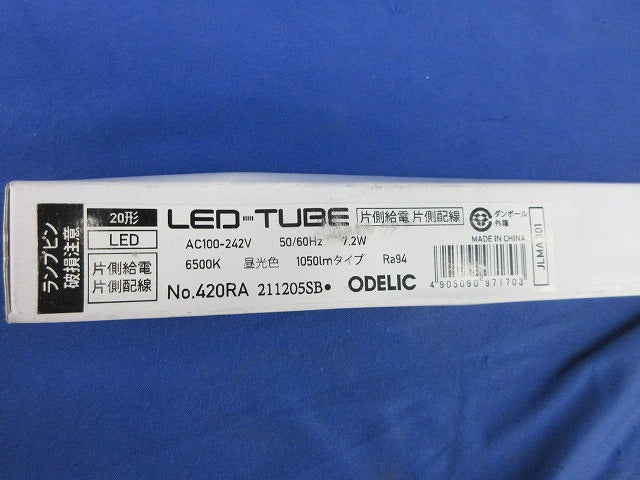 ランプピン
破損注意
20形
LED
片側給電
片側配線
LED-TUBE
片側給電 片側配線
AC100-242V 50/60Hz 7.2W
6500K 昼光色 1050lmタイプ Ra94
No.420RA 211205SB• ODELIC
ダンボール
外箱
MADE IN CHINA
4 905090 971703
JLMA 301